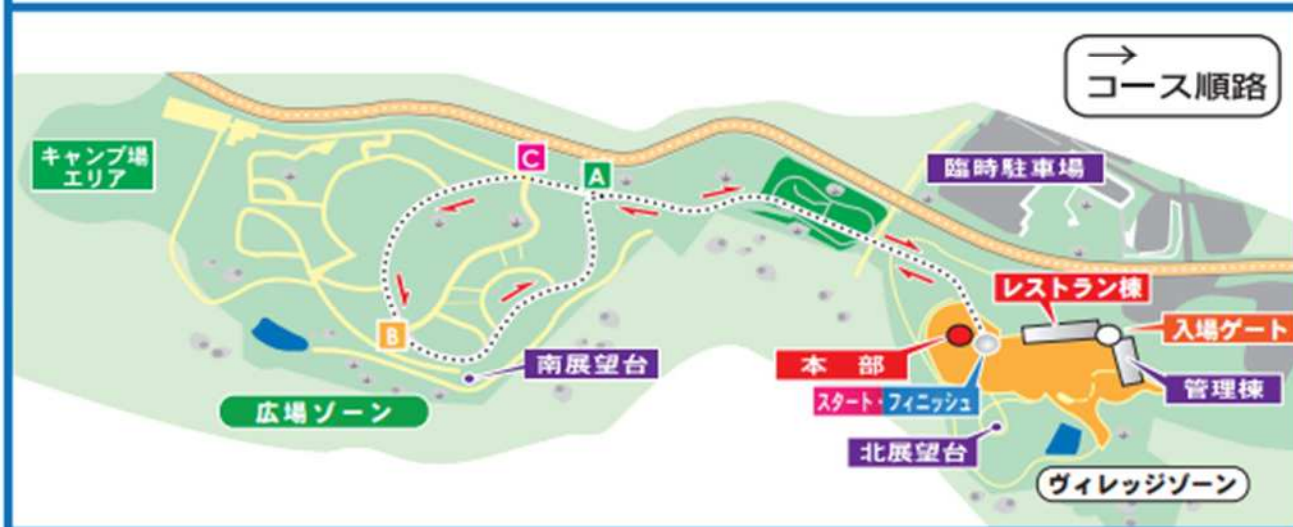 →
コース順路
キャンプ場
エリア
C
A
臨時駐車場
レストラン棟
入場ゲート
B
南展望台
本 部
管理棟
スタート・フィニッシュ
広場ゾーン
北展望台
ヴィレッジゾーン